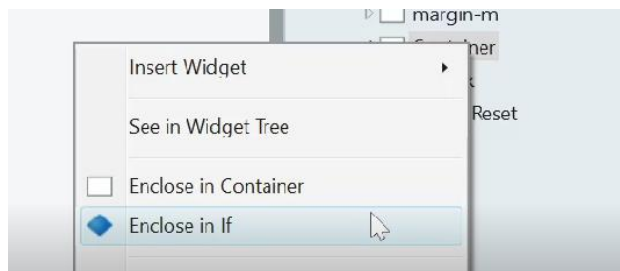 margin-m
Insert Widget
See in Widget Tree
Reset
Enclose in Container
Enclose in If